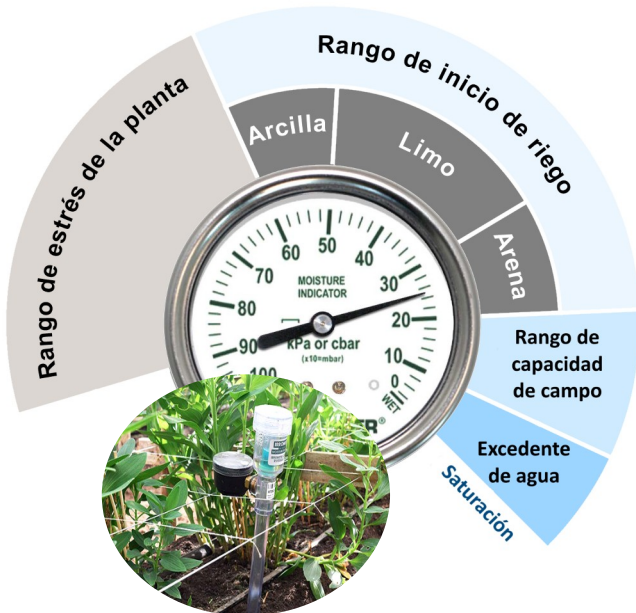 Rango de estrés de la planta
Rango de inicio de riego
Arcilla
Limo
Arena
Rango de
capacidad
de campo
Excedente
de agua
Saturación
MOISTURE
INDICATOR
kPa or cbar
(x10=mbar)
100
90
80
70
60
50
40
30
20
10
0
WET
ER®